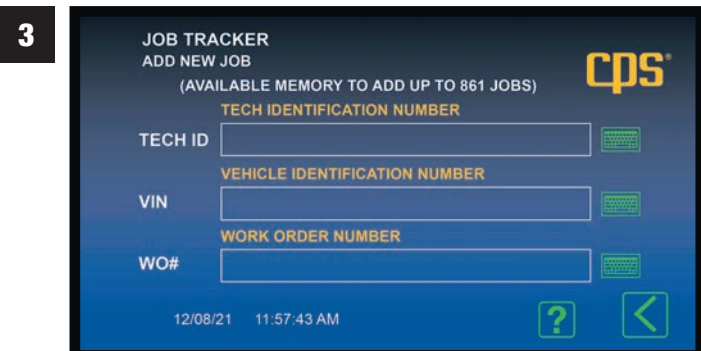 3
JOB TRACKER
ADD NEW JOB
(AVAILABLE MEMORY TO ADD UP TO 861 JOBS)
cps®
TECH IDENTIFICATION NUMBER
TECH ID
VEHICLE IDENTIFICATION NUMBER
VIN
WORK ORDER NUMBER
WO#
12/08/21 11:57:43 AM
?